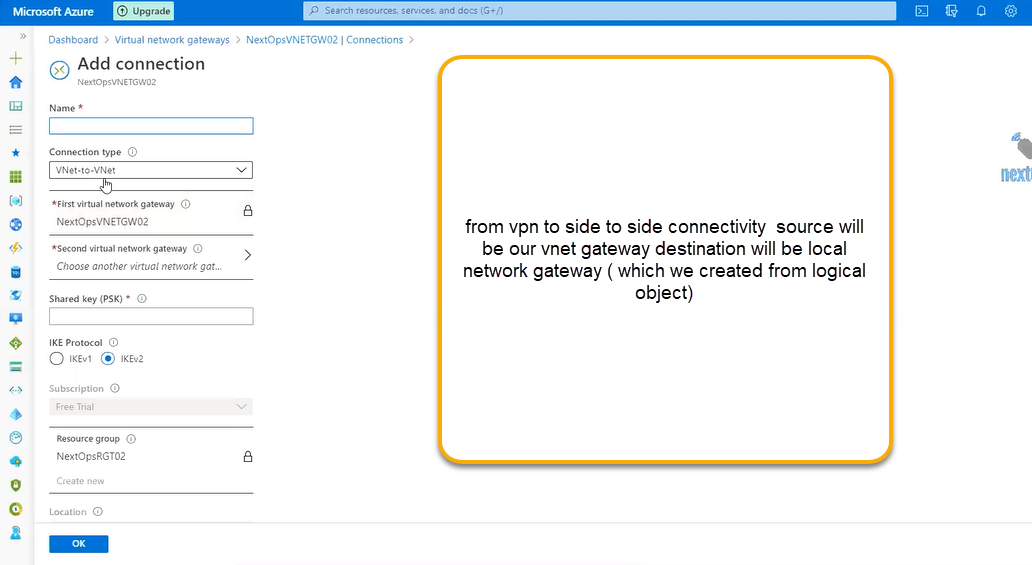 Microsoft Azure
Upgrade
Search resources, services, and docs (G+/)
»
Dashboard > Virtual network gateways > NextOpsVNETGW02 | Connections >
Add connection
NextOpsVNETGW02
Name *
Connection type
VNet-to-VNet
*First virtual network gateway
NextOpsVNETGW02
*Second virtual network gateway
Choose another virtual network gat...
Shared key (PSK) *
IKE Protocol
IKEv1 IKEv2
Subscription
Free Trial
Resource group
NextOpsRGT02
Create new
Location
OK
from vpn to side to side connectivity source will
be our vnet gateway destination will be local
network gateway ( which we created from logical
object)